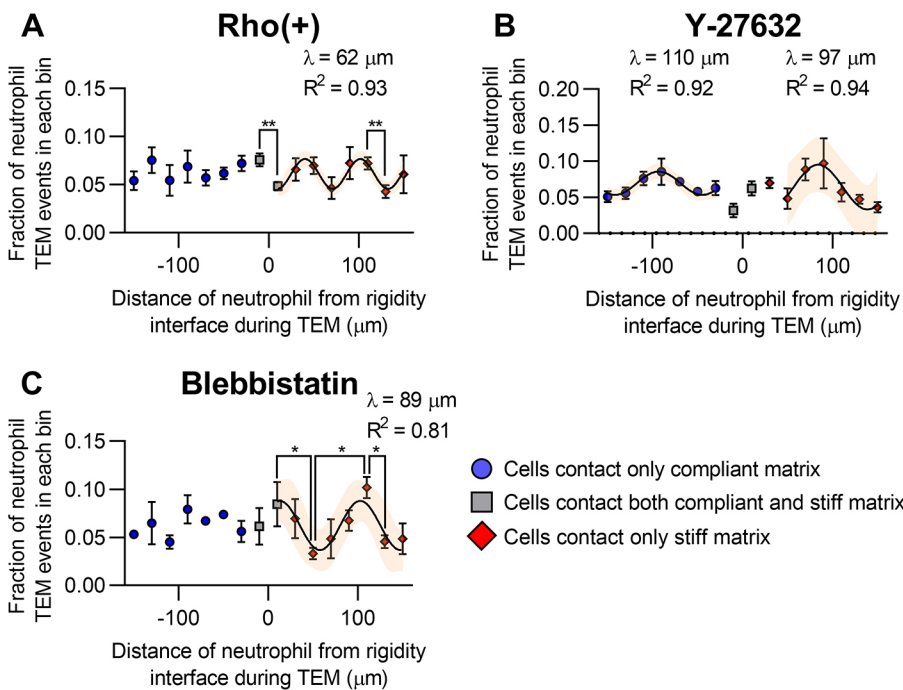 A
Rho(+)
λ = 62 μm
R² = 0.93
Fraction of neutrophil
TEM events in each bin
0.15
0.10
0.05
0.00
**
**
-100
0
100
Distance of neutrophil from rigidity
interface during TEM (μm)
B
Y-27632
λ = 110 μm
R² = 0.92
λ = 97 μm
R² = 0.94
Fraction of neutrophil
TEM events in each bin
0.20
0.15
0.10
0.05
0.00
-100
0
100
Distance of neutrophil from rigidity
interface during TEM (μm)
C
Blebbistatin
λ = 89 μm
R² = 0.81
Fraction of neutrophil
TEM events in each bin
0.15
0.10
0.05
0.00
*
*
*
-100
0
100
Distance of neutrophil from rigidity
interface during TEM (μm)
Cells contact only compliant matrix
Cells contact both compliant and stiff matrix
Cells contact only stiff matrix